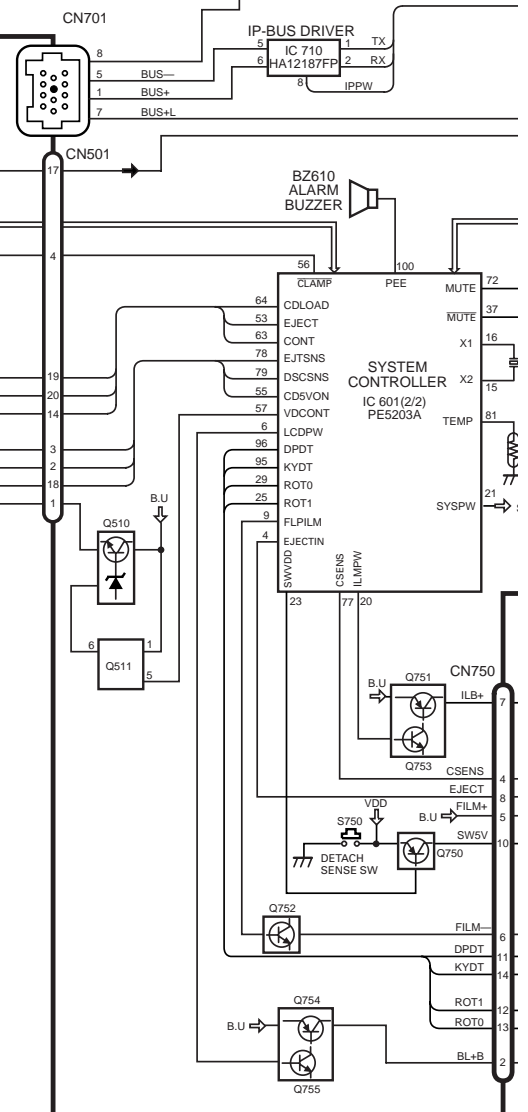 CN701
IP-BUS DRIVER
8
5 BUS—
1 BUS+
7 BUS+L
5
6
IC 710
HA12187FP
8
1 TX
2 RX
IPPW
CN501
17
BZ610
ALARM
BUZZER
4
56
100
CLAMP
PEE
64 CDLOAD
53 EJECT
63 CONT
78 EJTSNS
79 DSCSNS
55 CD5VON
57 VDCONT
6 LCDPW
96 DPDT
95 KYDT
29 ROT0
25 ROT1
9 FLPILM
4 EJECTIN
MUTE 72
MUTE 37
X1 16
X2
15
TEMP 81
SYSPW 21
SYSTEM
CONTROLLER
IC 601(2/2)
PE5203A
SWVDD
CSENS
ILMPW
23
77
20
19
20
14
3
2
18
1
B.U
Q510
6
1
Q511
5
Q751
B.U
Q753
CN750
ILB+ 7
CSENS 4
EJECT 8
B.U FILM+ 5
VDD
S750
SW5V 10
Q750
DETACH
SENSE SW
Q752
FILM— 6
DPDT 11
KYDT 14
ROT1 12
ROT0 13
BL+B 2
Q754
B.U
Q755